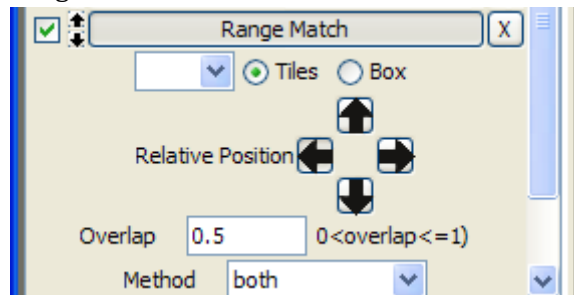 Range Match X
Tiles Box
Relative Position
Overlap 0.5 0<overlap<=1)
Method both